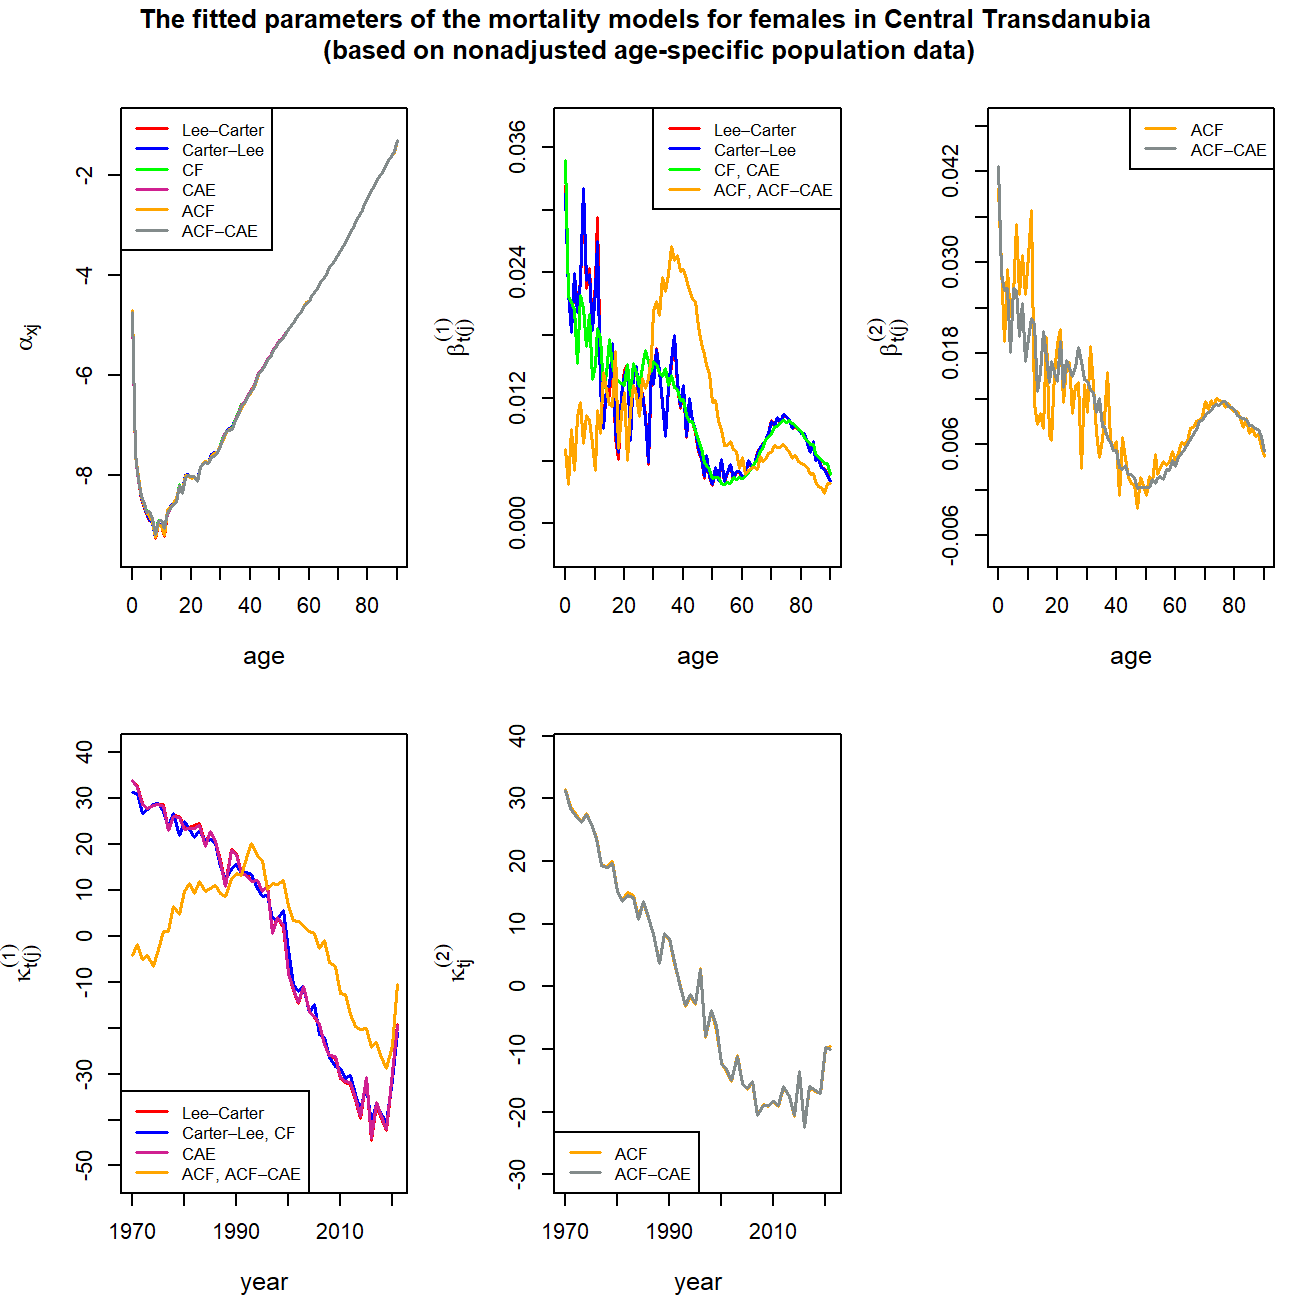 The fitted parameters of the mortality models for females in Central Transdanubia
(based on nonadjusted age-specific population data)
αxj
-2
-4
-6
-8
Lee–Carter
Carter–Lee
CF
CAE
ACF
ACF–CAE
0 20 40 60 80
age
β(1)t(j)
0.036
0.024
0.012
0.000
Lee–Carter
Carter–Lee
CF, CAE
ACF, ACF–CAE
0 20 40 60 80
age
β(2)t(j)
0.042
0.030
0.018
0.006
-0.006
ACF
ACF–CAE
0 20 40 60 80
age
κ(1)t(j)
40
30
20
10
0
-10
-30
-50
Lee–Carter
Carter–Lee, CF
CAE
ACF, ACF–CAE
1970 1990 2010
year
κ(2)tj
40
30
20
10
0
-10
-20
-30
ACF
ACF–CAE
1970 1990 2010
year